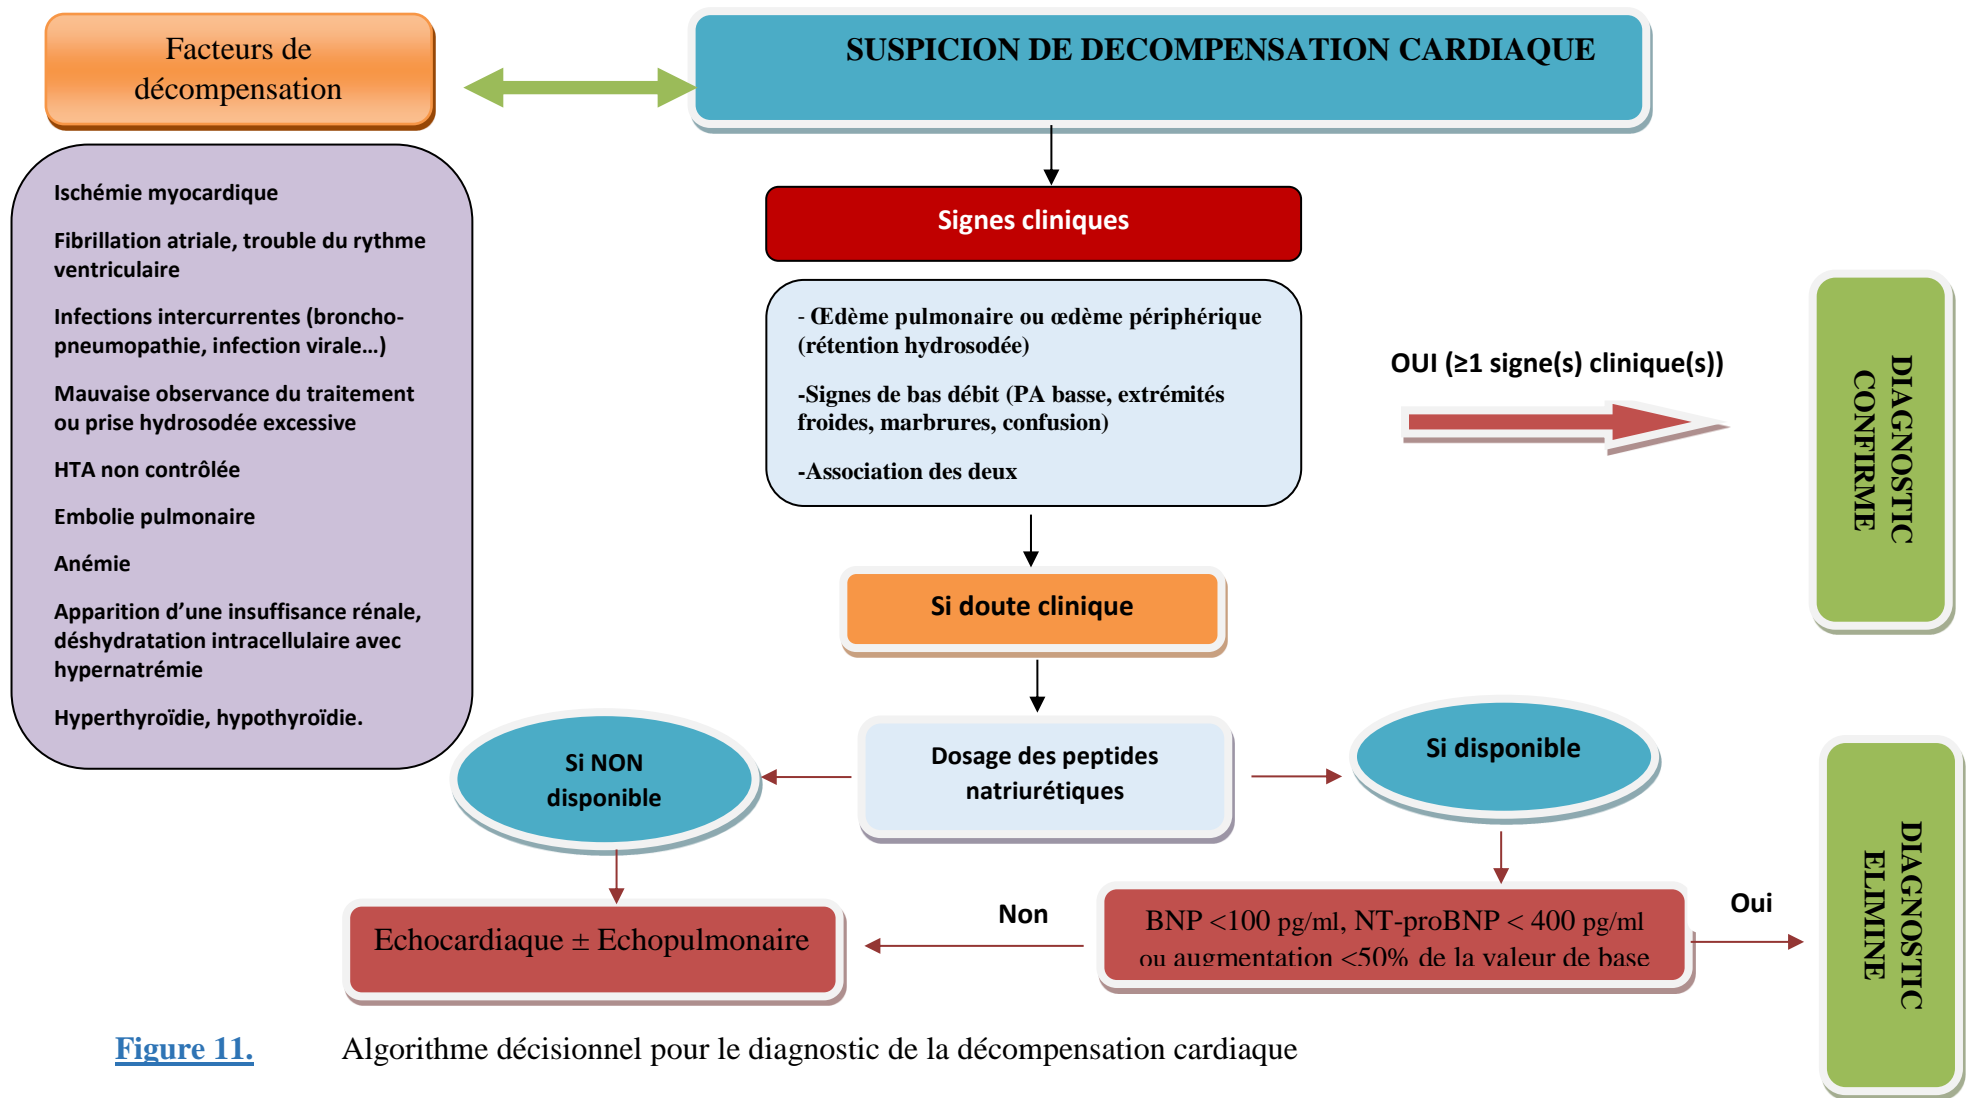 Facteurs de
décompensation
SUSPICION DE DECOMPENSATION CARDIAQUE
Ischémie myocardique
Fibrillation atriale, trouble du rythme
ventriculaire
Infections intercurrentes (broncho-
pneumopathie, infection virale…)
Mauvaise observance du traitement
ou prise hydrosodée excessive
HTA non contrôlée
Embolie pulmonaire
Anémie
Apparition d’une insuffisance rénale,
déshydratation intracellulaire avec
hypernatrémie
Hyperthyroïdie, hypothyroïdie.
Signes cliniques
- Œdème pulmonaire ou œdème périphérique
(rétention hydrosodée)
-Signes de bas débit (PA basse, extrémités
froides, marbrures, confusion)
-Association des deux
OUI (≥1 signe(s) clinique(s))
DIAGNOSTIC
CONFIRME
Si doute clinique
Dosage des peptides
natriurétiques
Si NON
disponible
Si disponible
Echocardiaque ± Echopulmonaire
Non
BNP <100 pg/ml, NT-proBNP < 400 pg/ml
ou augmentation <50% de la valeur de base
Oui
DIAGNOSTIC
ELIMINE
Figure 11. Algorithme décisionnel pour le diagnostic de la décompensation cardiaque